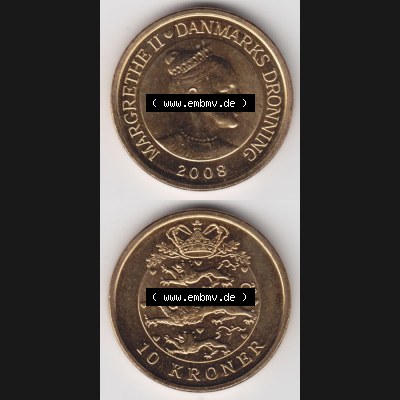 MARGRETHE II DANMARKS DRONNING
( www.embmv.de )
2008
( www.embmv.de )
10 KRONER